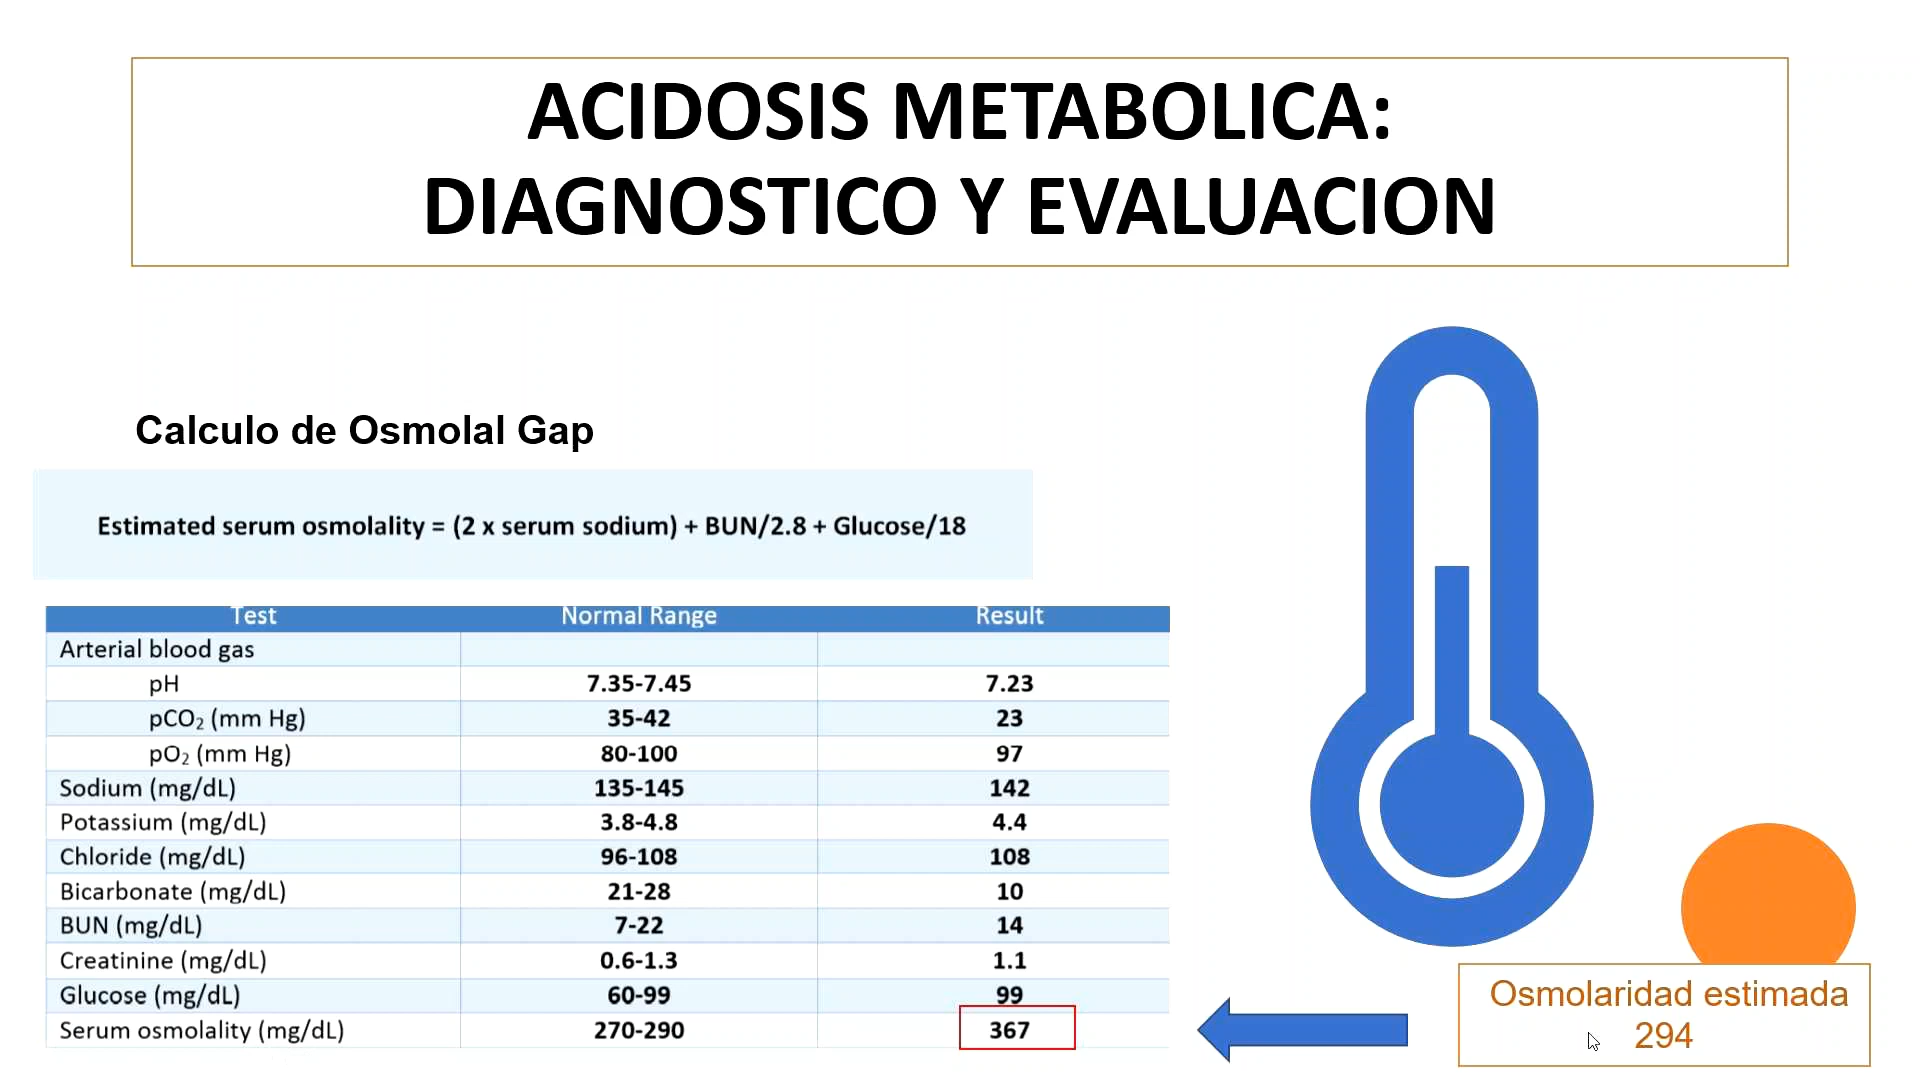 ACIDOSIS METABOLICA:
DIAGNOSTICO Y EVALUACION
Calculo de Osmolal Gap
Estimated serum osmolality = (2 x serum sodium) + BUN/2.8 + Glucose/18
Test Normal Range Result
Arterial blood gas
pH 7.35-7.45 7.23
pCO₂ (mm Hg) 35-42 23
pO₂ (mm Hg) 80-100 97
Sodium (mg/dL) 135-145 142
Potassium (mg/dL) 3.8-4.8 4.4
Chloride (mg/dL) 96-108 108
Bicarbonate (mg/dL) 21-28 10
BUN (mg/dL) 7-22 14
Creatinine (mg/dL) 0.6-1.3 1.1
Glucose (mg/dL) 60-99 99
Serum osmolality (mg/dL) 270-290 367
Osmolaridad estimada
294